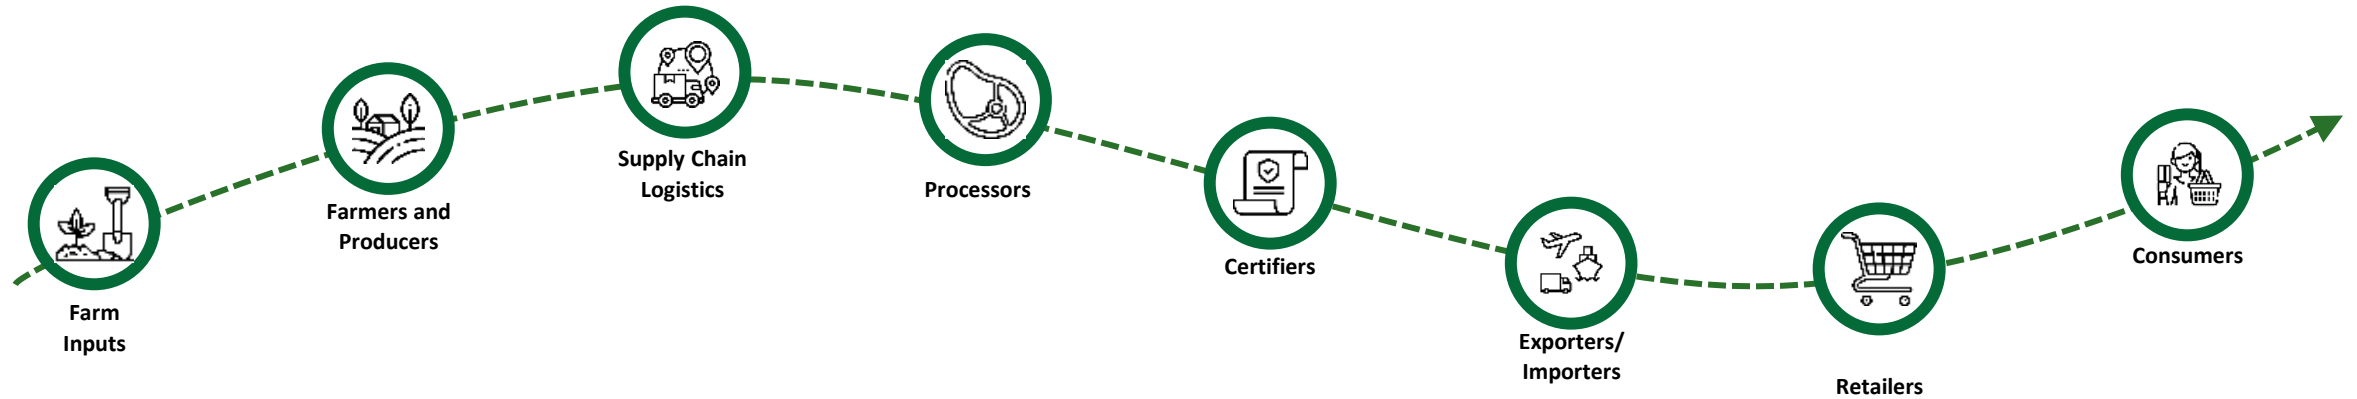 Farm
Inputs
Farmers and
Producers
Supply Chain
Logistics
Processors
Certifiers
Exporters/
Importers
Retailers
Consumers